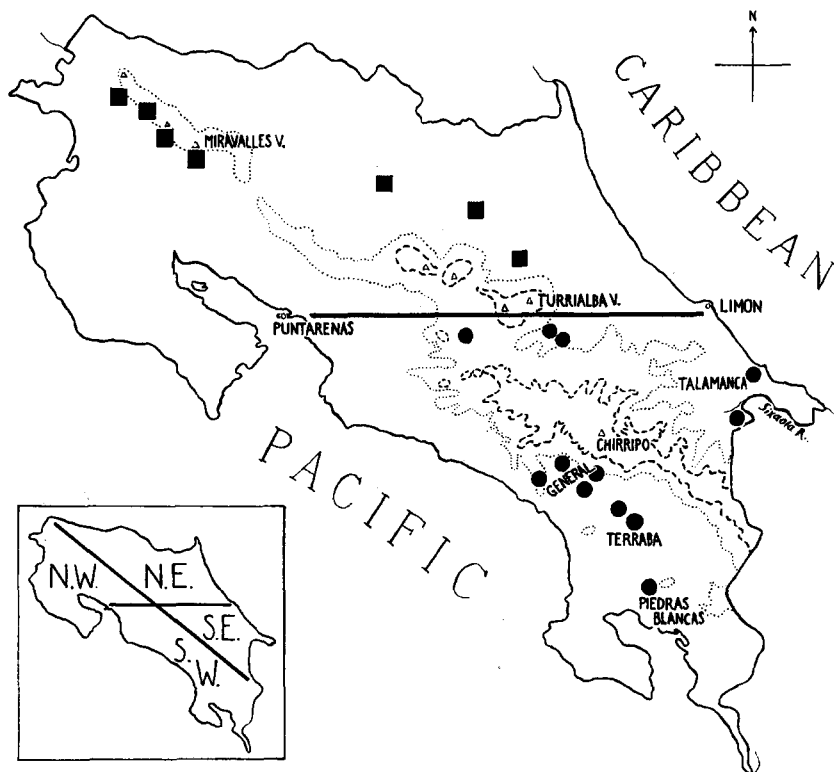 N
CARIBBEAN
MIRAVALLES V.
TURRIALBA V.
LIMON
PUNTARENAS
TALAMANCA
Sixaola R.
CHIRRIPO
PACIFIC
GENERAL
TERRABA
PIEDRAS
BLANCAS
N.W.
N.E.
S.E.
S.
W.